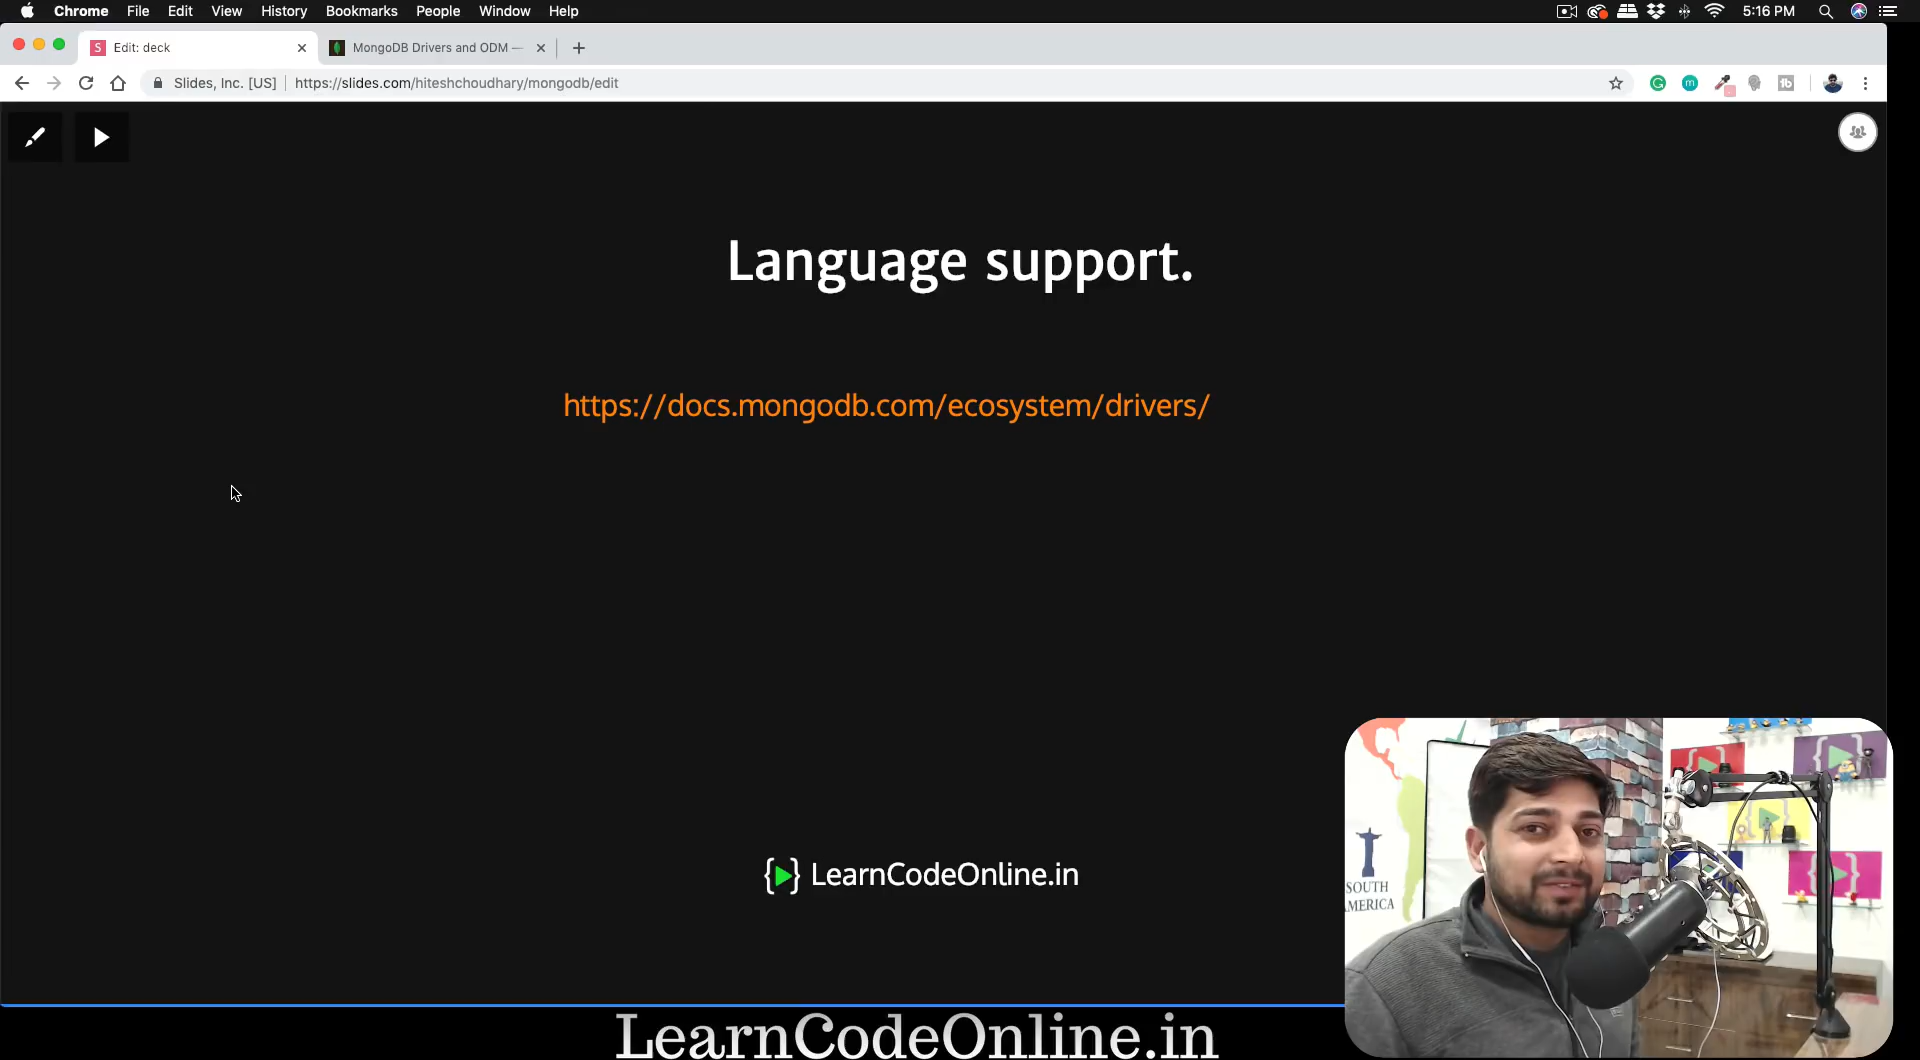 Chrome File Edit View History Bookmarks People Window Help 5:16 PM
Edit: deck
MongoDB Drivers and ODM —
Slides, Inc. [US] https://slides.com/hiteshchoudhary/mongodb/edit
Language support.
https://docs.mongodb.com/ecosystem/drivers/
LearnCodeOnline.in
SOUTH
AMERICA
LearnCodeOnline.in